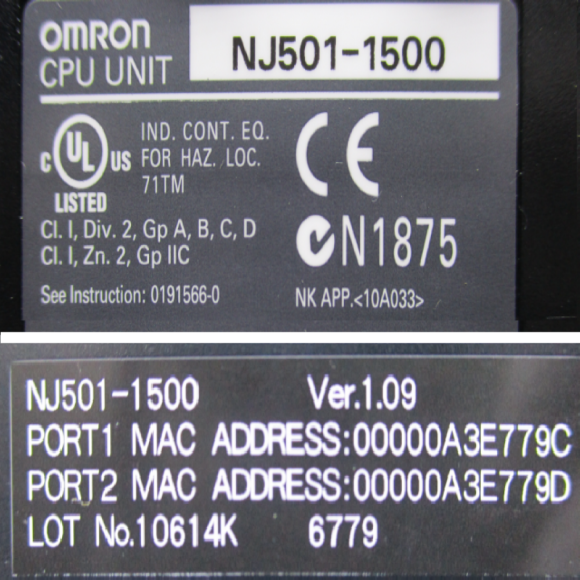 OMRON
CPU UNIT
NJ501-1500
IND. CONT. EQ.
C UL US FOR HAZ. LOC.
71TM
LISTED
CE
Cl. I, Div. 2, Gp A, B, C, D
Cl. I, Zn. 2, Gp IIC
N1875
See Instruction: 0191566-0
NK APP.<10A033>
NJ501-1500 Ver.1.09
PORT1 MAC ADDRESS:00000A3E779C
PORT2 MAC ADDRESS:00000A3E779D
LOT No.10614K 6779